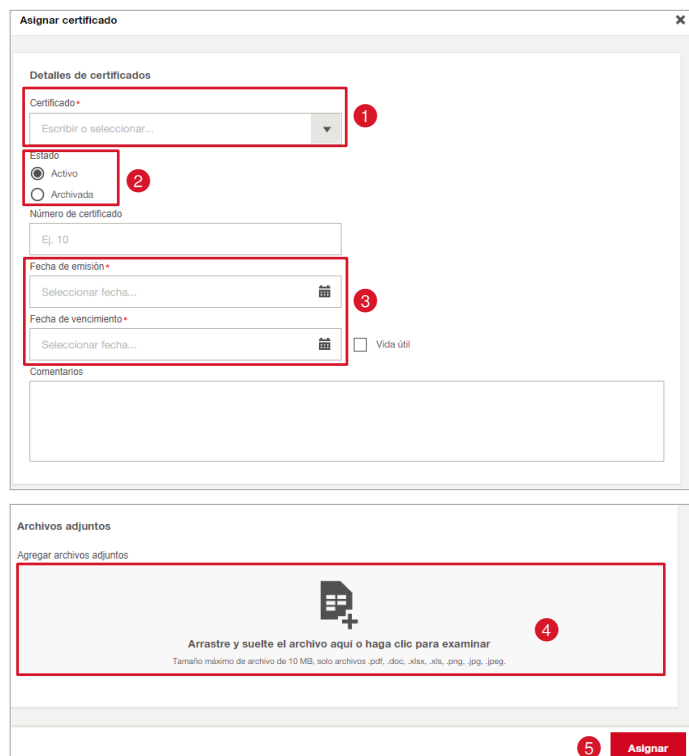 Asignar certificado
Detalles de certificados
Certificado •
Escribir o seleccionar...
1
Estado
Activo
2
Archivada
Número de certificado
Ej. 10
Fecha de emisión •
Seleccionar fecha...
3
Fecha de vencimiento •
Seleccionar fecha...
Vida útil
Comentarios
Archivos adjuntos
Agregar archivos adjuntos
4
Arrastre y suelte el archivo aquí o haga clic para examinar
Tamaño máximo de archivo de 10 MB, solo archivos .pdf, .doc, .xlsx, .xls, .png, .jpg, .jpeg.
5 Asignar